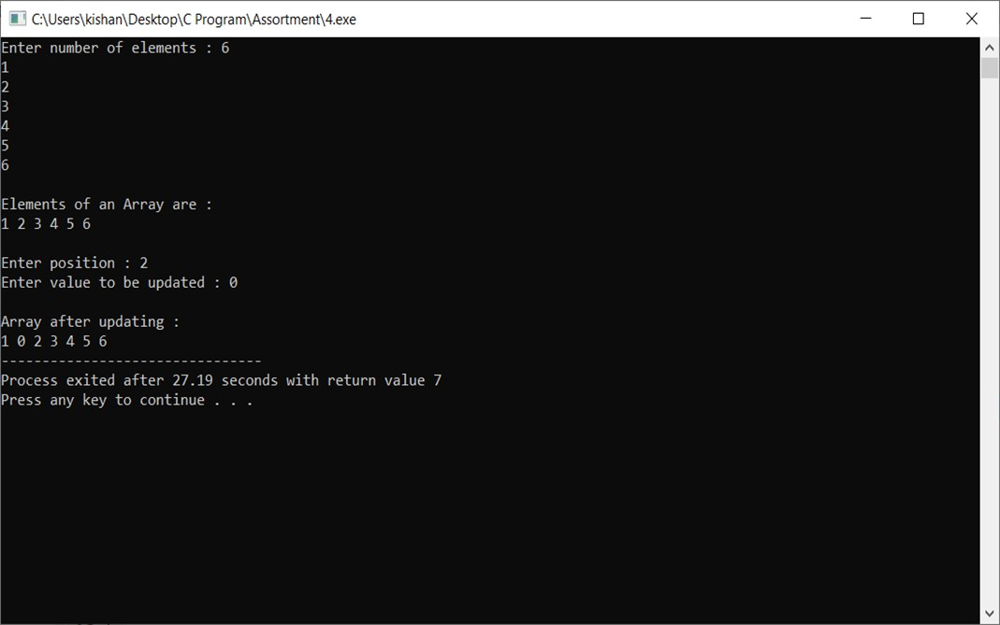 C:\Users\kishan\Desktop\C Program\Assortment\4.exe
Enter number of elements : 6
1
2
3
4
5
6
Elements of an Array are :
1 2 3 4 5 6
Enter position : 2
Enter value to be updated : 0
Array after updating :
1 0 2 3 4 5 6
--------------------------------
Process exited after 27.19 seconds with return value 7
Press any key to continue . . .